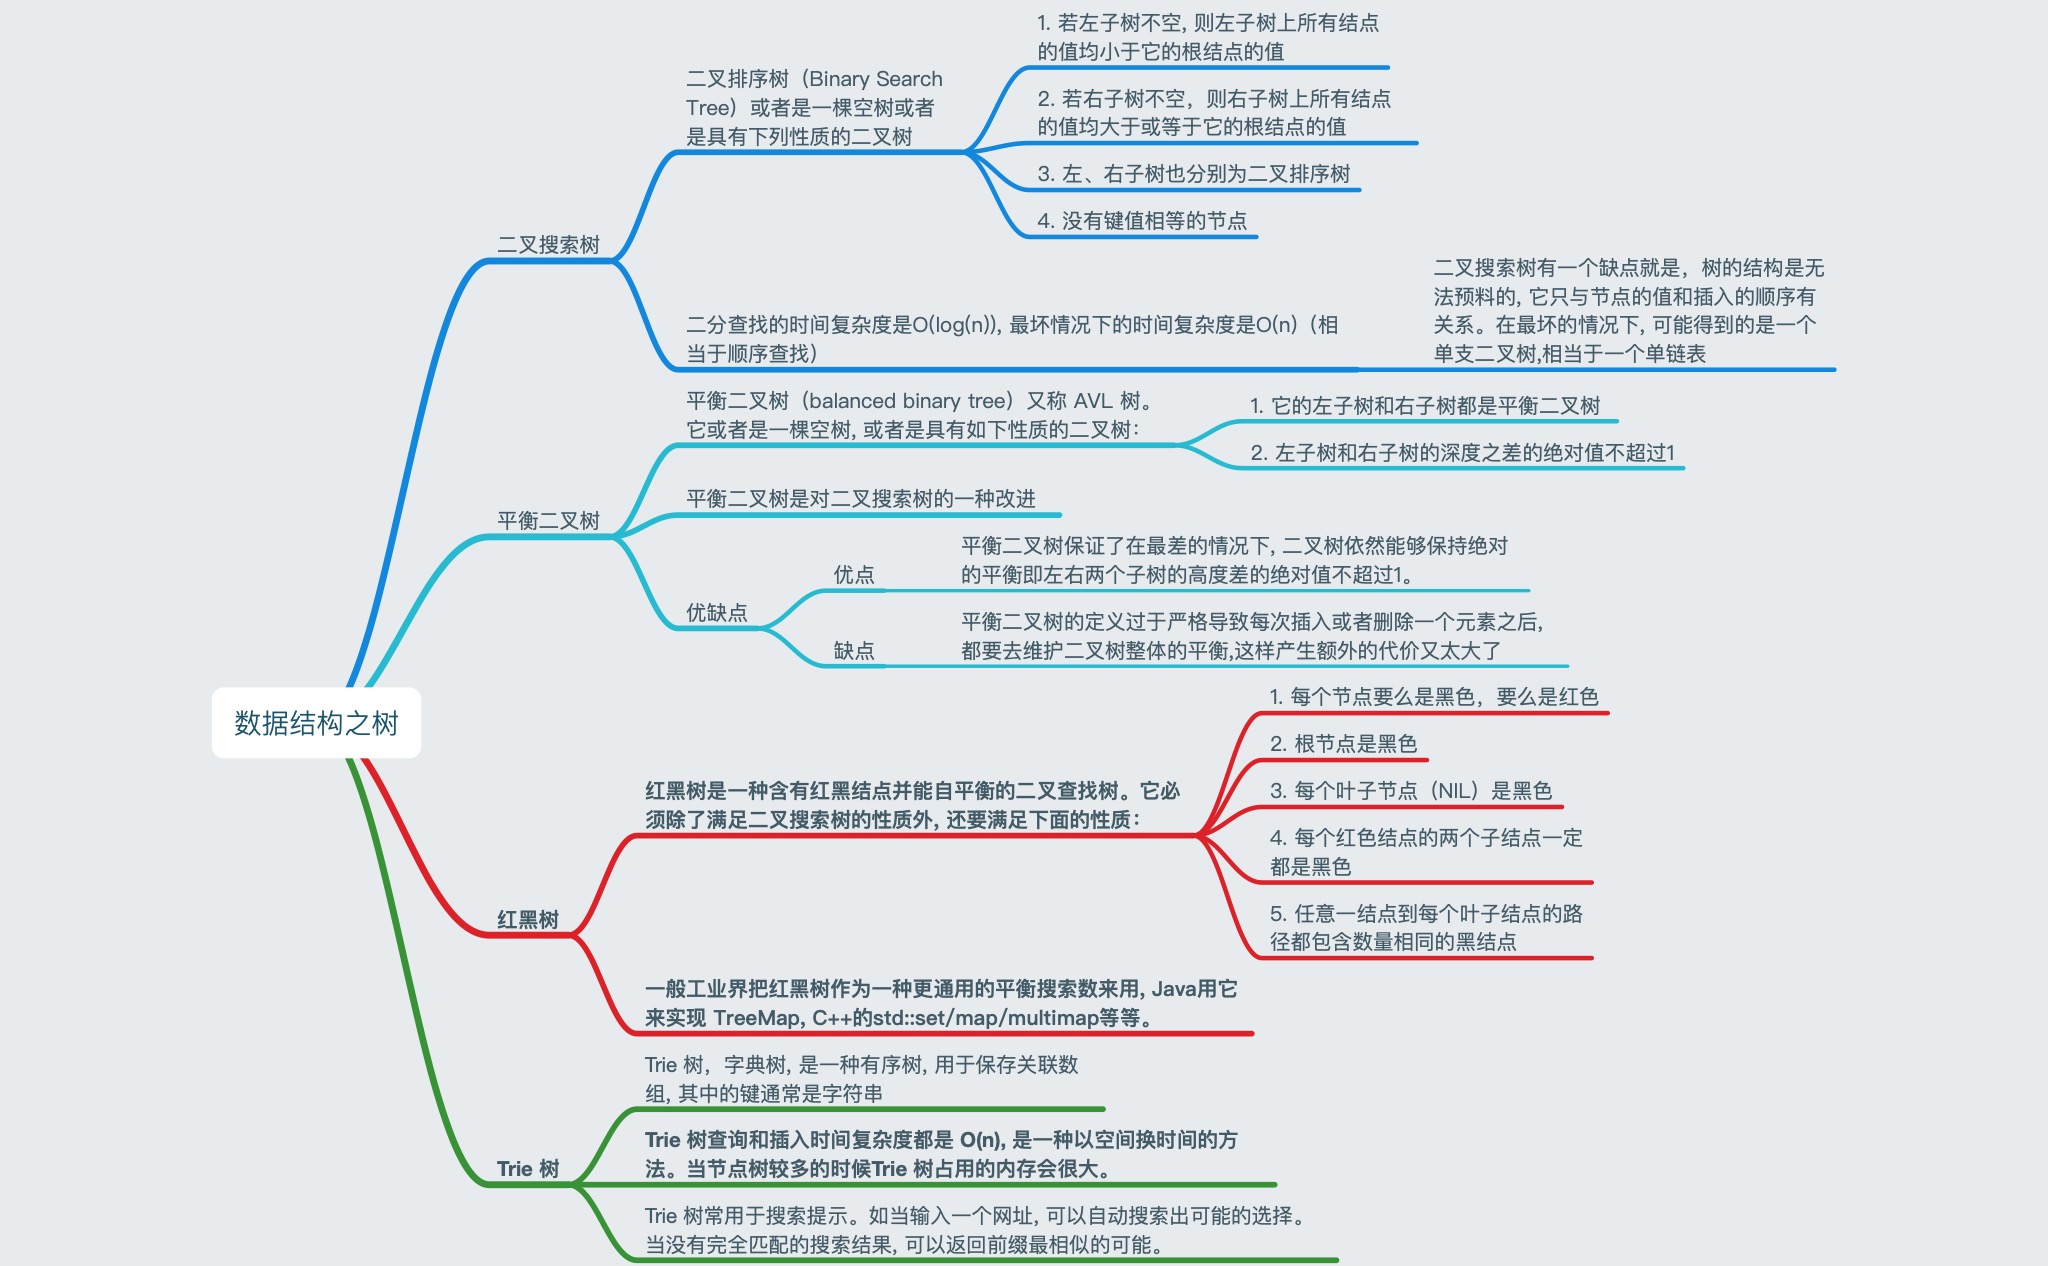 数据结构之树
二叉搜索树
二叉排序树（Binary Search
Tree）或者是一棵空树或者
是具有下列性质的二叉树
1. 若左子树不空, 则左子树上所有结点
的值均小于它的根结点的值
2. 若右子树不空，则右子树上所有结点
的值均大于或等于它的根结点的值
3. 左、右子树也分别为二叉排序树
4. 没有键值相等的节点
二分查找的时间复杂度是O(log(n)), 最坏情况下的时间复杂度是O(n)（相
当于顺序查找）
二叉搜索树有一个缺点就是，树的结构是无
法预料的, 它只与节点的值和插入的顺序有
关系。在最坏的情况下, 可能得到的是一个
单支二叉树,相当于一个单链表
平衡二叉树
平衡二叉树（balanced binary tree）又称 AVL 树。
它或者是一棵空树, 或者是具有如下性质的二叉树：
1. 它的左子树和右子树都是平衡二叉树
2. 左子树和右子树的深度之差的绝对值不超过1
平衡二叉树是对二叉搜索树的一种改进
优缺点
优点
平衡二叉树保证了在最差的情况下, 二叉树依然能够保持绝对
的平衡即左右两个子树的高度差的绝对值不超过1。
缺点
平衡二叉树的定义过于严格导致每次插入或者删除一个元素之后,
都要去维护二叉树整体的平衡,这样产生额外的代价又太大了
红黑树
红黑树是一种含有红黑结点并能自平衡的二叉查找树。它必
须除了满足二叉搜索树的性质外, 还要满足下面的性质：
1. 每个节点要么是黑色，要么是红色
2. 根节点是黑色
3. 每个叶子节点（NIL）是黑色
4. 每个红色结点的两个子结点一定
都是黑色
5. 任意一结点到每个叶子结点的路
径都包含数量相同的黑结点
一般工业界把红黑树作为一种更通用的平衡搜索数来用, Java用它
来实现 TreeMap, C++的std::set/map/multimap等等。
Trie 树
Trie 树，字典树, 是一种有序树, 用于保存关联数
组, 其中的键通常是字符串
Trie 树查询和插入时间复杂度都是 O(n), 是一种以空间换时间的方
法。当节点树较多的时候Trie 树占用的内存会很大。
Trie 树常用于搜索提示。如当输入一个网址, 可以自动搜索出可能的选择。
当没有完全匹配的搜索结果, 可以返回前缀最相似的可能。